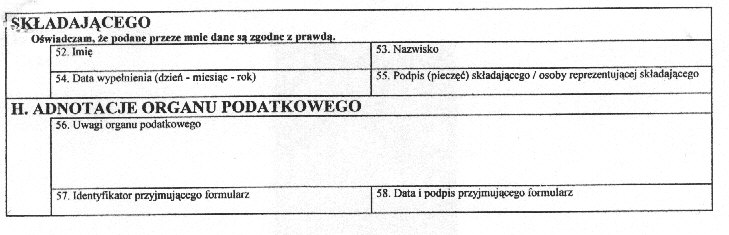 SKŁADAJĄCEGO
Oświadczam, że podane przeze mnie dane są zgodne z prawdą.
52. Imię
53. Nazwisko
54. Data wypełnienia (dzień - miesiąc - rok)
55. Podpis (pieczęć) składającego / osoby reprezentującej składającego
H. ADNOTACJE ORGANU PODATKOWEGO
56. Uwagi organu podatkowego
57. Identyfikator przyjmującego formularz
58. Data i podpis przyjmującego formularz